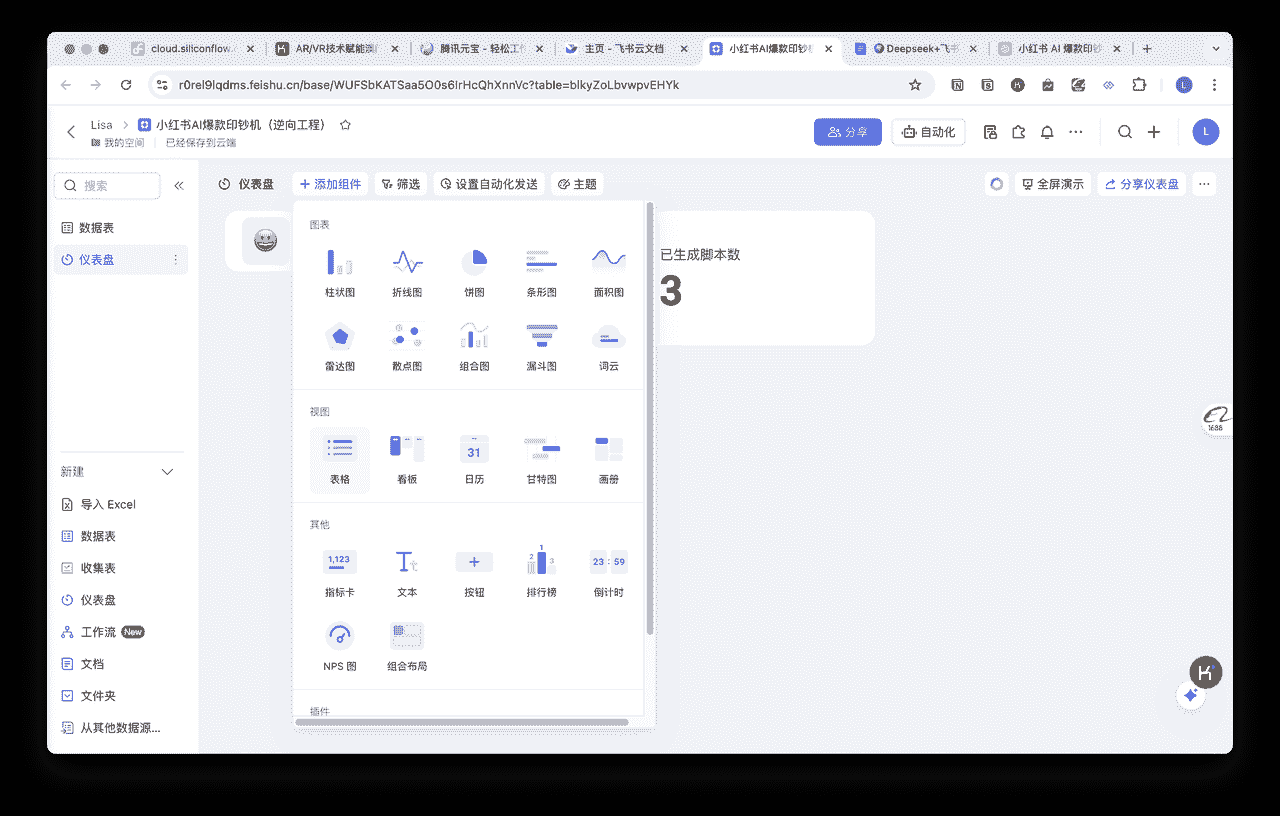 cloud.siliconflow.
AR/VR技术赋能
腾讯元宝 - 轻松工作
主页 - 飞书云文档
小红书AI爆款印钞
Deepseek+飞书
小红书 AI 爆款印钞
r0rel9lqdms.feishu.cn/base/WUFSbKATSaa5O0s6IrHcQhXnnVc?table=blkyZoLbvwpvEHYk
Lisa
小红书AI爆款印钞机（逆向工程）
我的空间
已经保存到云端
分享
自动化
L
搜索
数据表
仪表盘
仪表盘
添加组件
筛选
设置自动化发送
主题
全屏演示
分享仪表盘
图表
柱状图 折线图 饼图 条形图 面积图
雷达图 散点图 组合图 漏斗图 词云
视图
31
表格 看板 日历 甘特图 画册
其他
1,123
1
2
3
23 : 59
指标卡 文本 按钮 排行榜 倒计时
NPS 图 组合布局
插件
已生成脚本数
3
1688
新建
导入 Excel
数据表
收集表
仪表盘
工作流 New
文档
文件夹
从其他数据源...